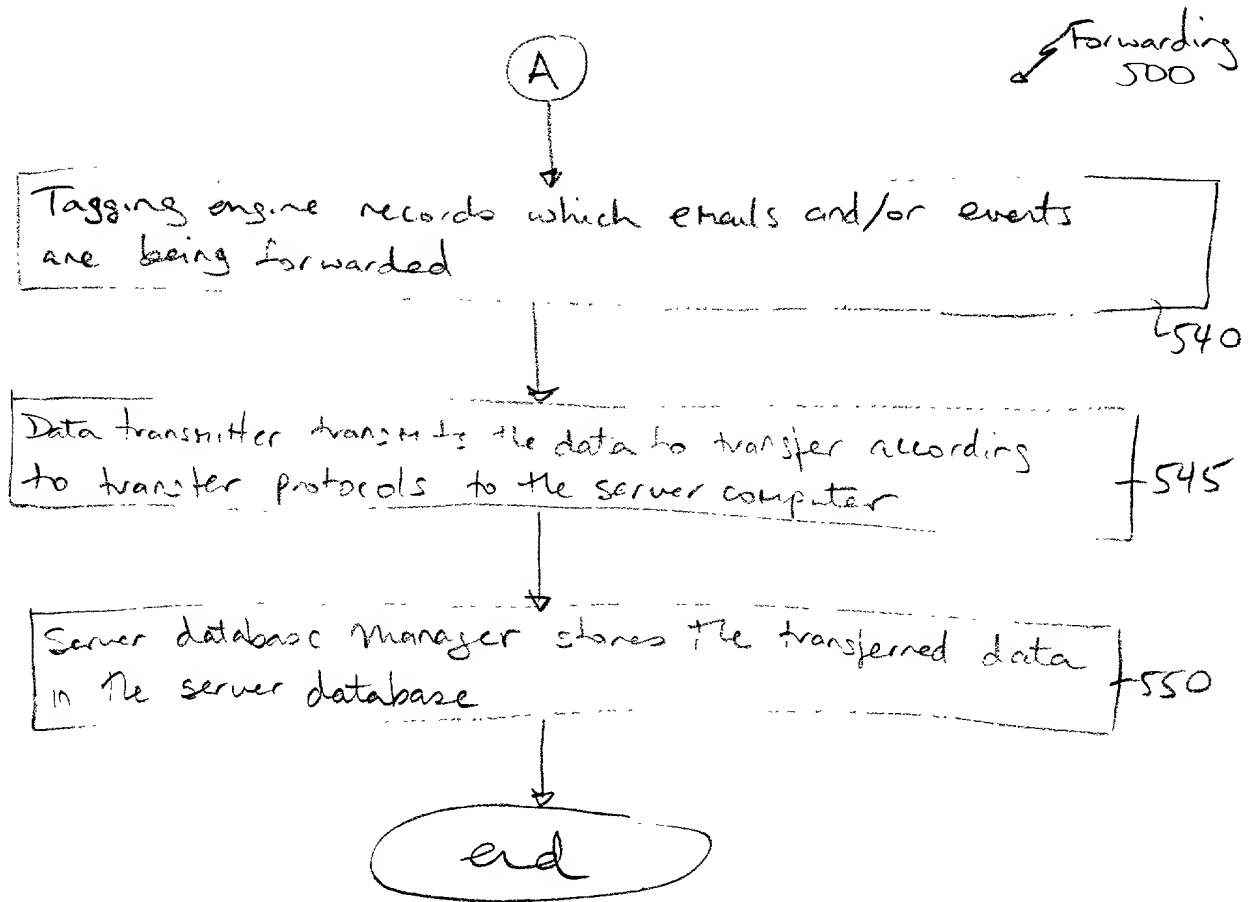 Forwarding
500
A
Tagging engine records which emails and/or events
are being forwarded
540
Data transmitter transmits the data to transfer according
to transfer protocols to the server computer
545
Server database manager stores the transferred data
in the server database
550
end